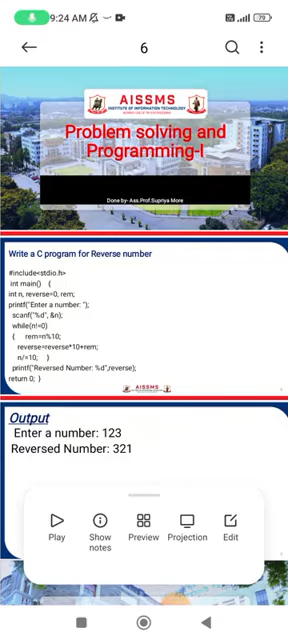 9:24 AM
79
6
AISSMS
INSTITUTE OF INFORMATION TECHNOLOGY
Problem solving and
Programming-I
Done by- Ass.Prof.Supriya More
Write a C program for Reverse number
#include<stdio.h>
int main()   {
int n, reverse=0, rem;
printf("Enter a number: ");
scanf("%d", &n);
while(n!=0)
{    rem=n%10;
reverse=reverse*10+rem;
n/=10;   }
printf("Reversed Number: %d",reverse);
return 0;  }
AISSMS
Output
Enter a number: 123
Reversed Number: 321
Play
Show notes
Preview
Projection
Edit